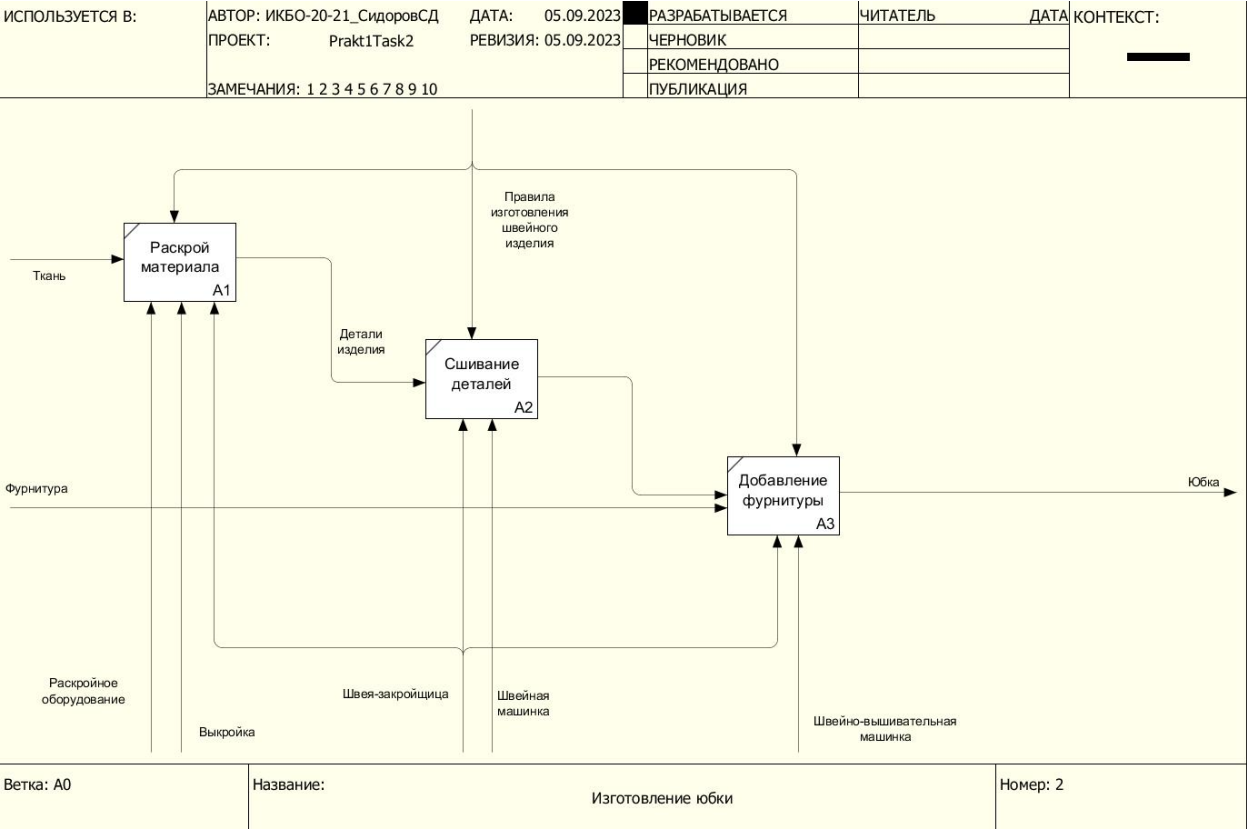 ИСПОЛЬЗУЕТСЯ В:
АВТОР: ИКБО-20-21_СидоровСД
ДАТА: 05.09.2023
ПРОЕКТ: Prakt1Task2
РЕВИЗИЯ: 05.09.2023
ЗАМЕЧАНИЯ: 1 2 3 4 5 6 7 8 9 10
РАЗРАБАТЫВАЕТСЯ
ЧЕРНОВИК
РЕКОМЕНДОВАНО
ПУБЛИКАЦИЯ
ЧИТАТЕЛЬ
ДАТА
КОНТЕКСТ:
Правила
изготовления
швейного
изделия
Раскрой
материала
A1
Ткань
Детали
изделия
Сшивание
деталей
A2
Фурнитура
Добавление
фурнитуры
A3
Юбка
Раскройное
оборудование
Выкройка
Швея-закройщица
Швейная
машинка
Швейно-вышивательная
машинка
Ветка: A0
Название:
Изготовление юбки
Номер: 2